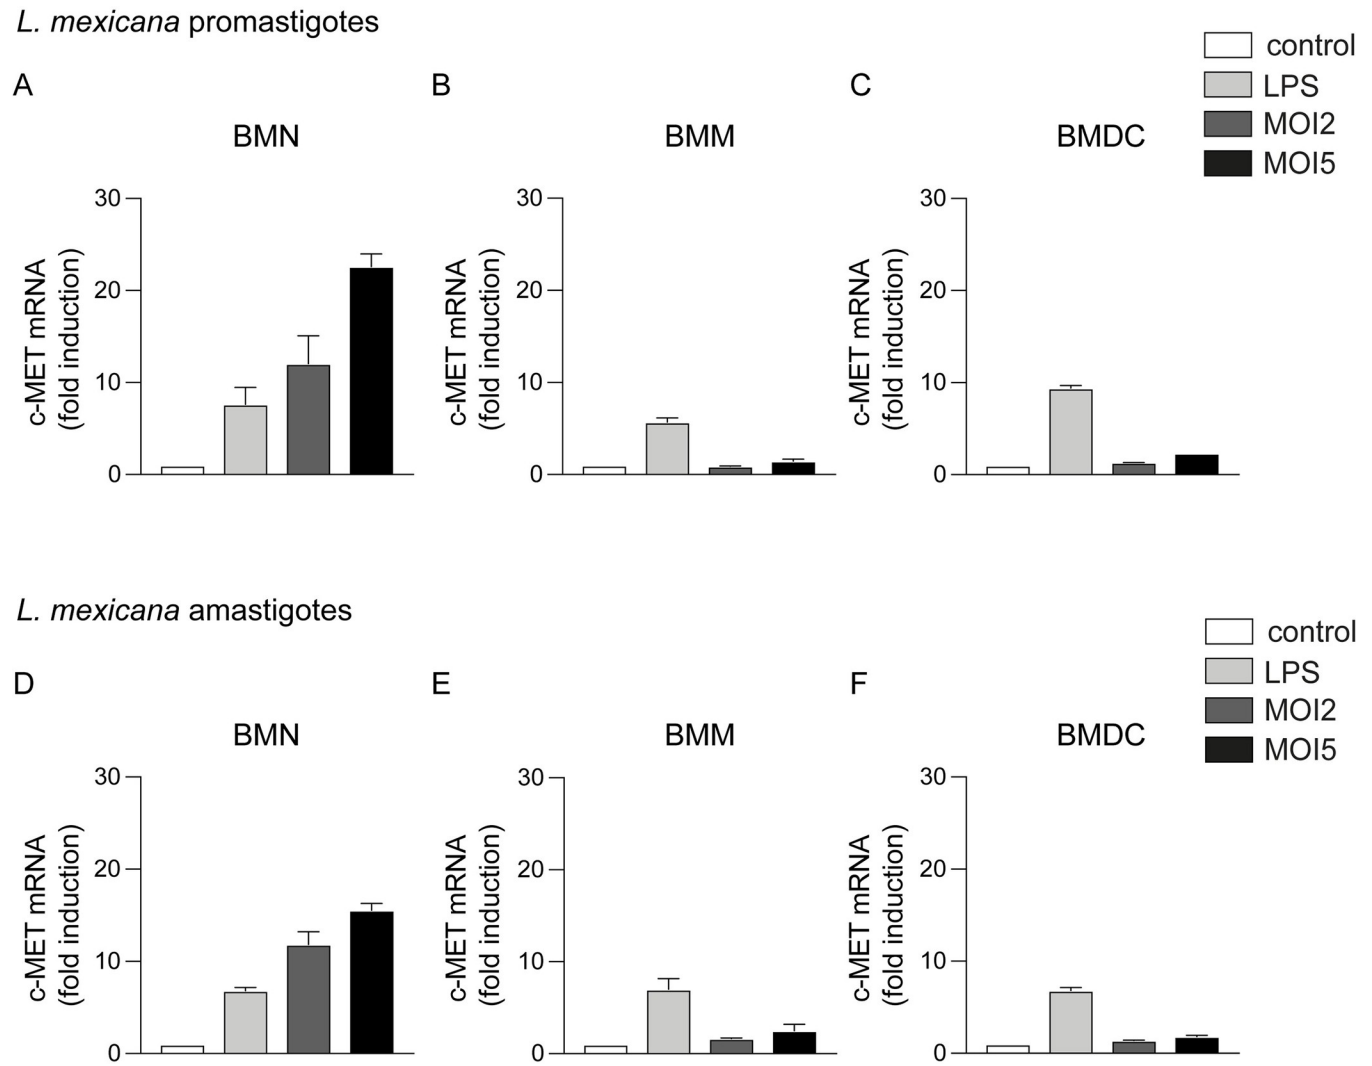 L. mexicana promastigotes
control
LPS
MOI2
MOI5
A
BMN
c-MET mRNA
(fold induction)
30
20
10
0
B
BMM
c-MET mRNA
(fold induction)
30
20
10
0
C
BMDC
c-MET mRNA
(fold induction)
30
20
10
0
L. mexicana amastigotes
control
LPS
MOI2
MOI5
D
BMN
c-MET mRNA
(fold induction)
30
20
10
0
E
BMM
c-MET mRNA
(fold induction)
30
20
10
0
F
BMDC
c-MET mRNA
(fold induction)
30
20
10
0